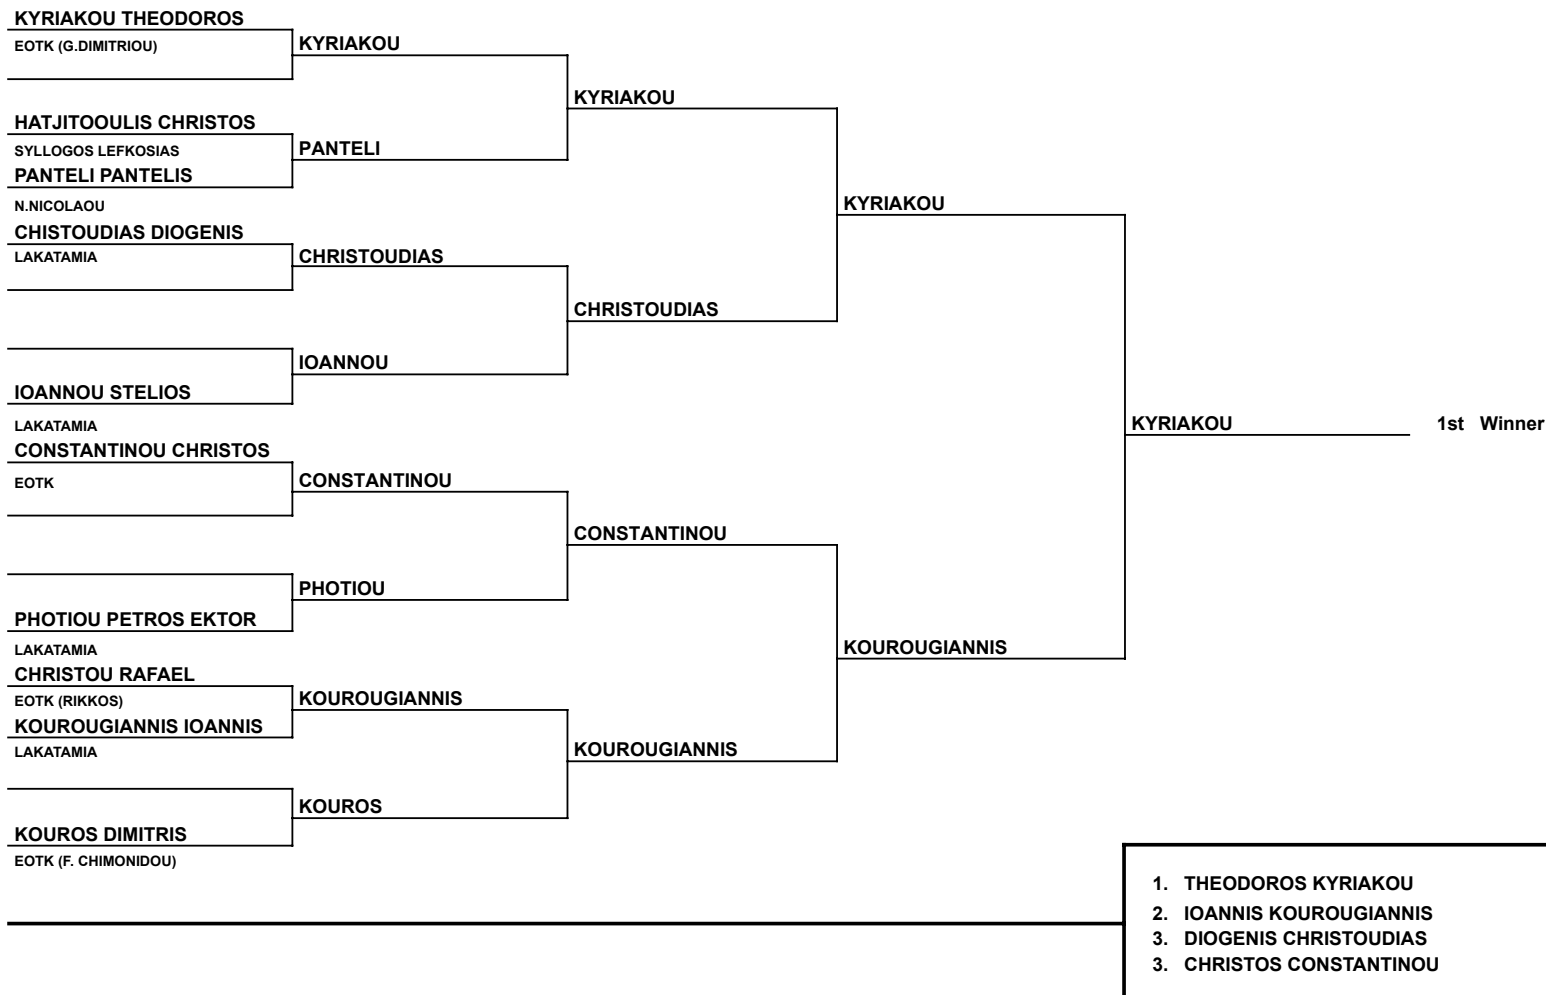 KYRIAKOU THEODOROS
EOTK (G.DIMITRIOU)
KYRIAKOU
KYRIAKOU
HATJITOOULIS CHRISTOS
SYLLOGOS LEFKOSIAS
PANTELI
PANTELI PANTELIS
N.NICOLAOU
KYRIAKOU
CHISTOUDIAS DIOGENIS
LAKATAMIA
CHRISTOUDIAS
CHRISTOUDIAS
IOANNOU
IOANNOU STELIOS
LAKATAMIA
KYRIAKOU
1st Winner
CONSTANTINOU CHRISTOS
EOTK
CONSTANTINOU
CONSTANTINOU
PHOTIOU
PHOTIOU PETROS EKTOR
LAKATAMIA
KOUROUGIANNIS
CHRISTOU RAFAEL
EOTK (RIKKOS)
KOUROUGIANNIS
KOUROUGIANNIS IOANNIS
LAKATAMIA
KOUROUGIANNIS
KOUROS
KOUROS DIMITRIS
EOTK (F. CHIMONIDOU)
1. THEODOROS KYRIAKOU
2. IOANNIS KOUROUGIANNIS
3. DIOGENIS CHRISTOUDIAS
3. CHRISTOS CONSTANTINOU